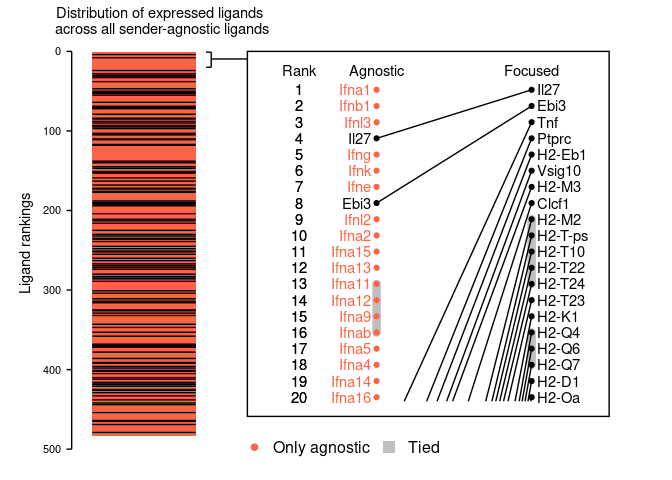 Distribution of expressed ligands
across all sender-agnostic ligands
Ligand rankings
0
100
200
300
400
500
Rank Agnostic Focused
1 Ifna1 Il27
2 Ifnb1 Ebi3
3 Ifnl3 Tnf
4 Il27 Ptprc
5 Ifng H2-Eb1
6 Ifnk Vsig10
7 Ifne H2-M3
8 Ebi3 Clcf1
9 Ifnl2 H2-M2
10 Ifna2 H2-T-ps
11 Ifna15 H2-T10
12 Ifna13 H2-T22
13 Ifna11 H2-T24
14 Ifna12 H2-T23
15 Ifna9 H2-K1
16 Ifnab H2-Q4
17 Ifna5 H2-Q6
18 Ifna4 H2-Q7
19 Ifna14 H2-D1
20 Ifna16 H2-Oa
Only agnostic Tied